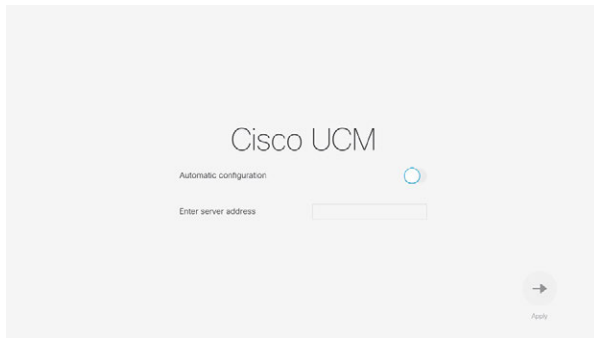 Cisco UCM
Automatic configuration
Enter server address
Apply